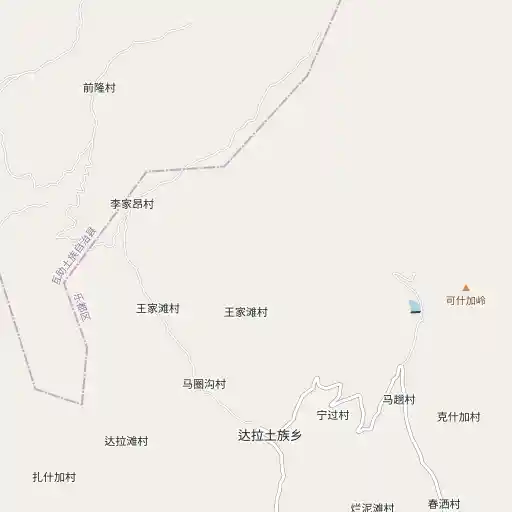 前隆村
李家昂村
互助土族自治县
乐都区
可什加岭
王家滩村
王家滩村
马圈沟村
马趟村
宁过村
克什加村
达拉土族乡
达拉滩村
扎什加村
春洒村
烂泥滩村